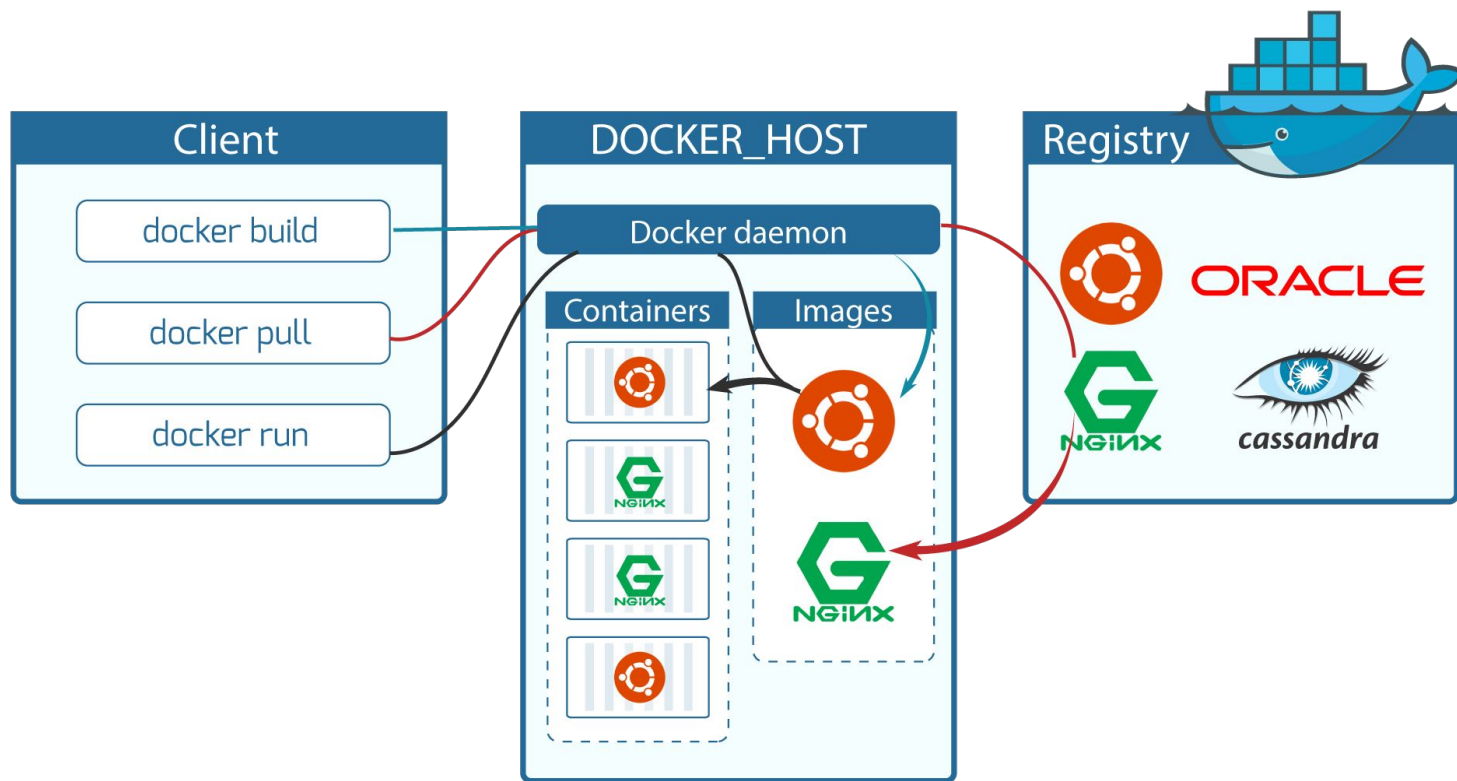 Client
docker build
docker pull
docker run
DOCKER_HOST
Docker daemon
Containers
NGiNX
NGiNX
Images
NGiNX
Registry
ORACLE
NGiNX
cassandra